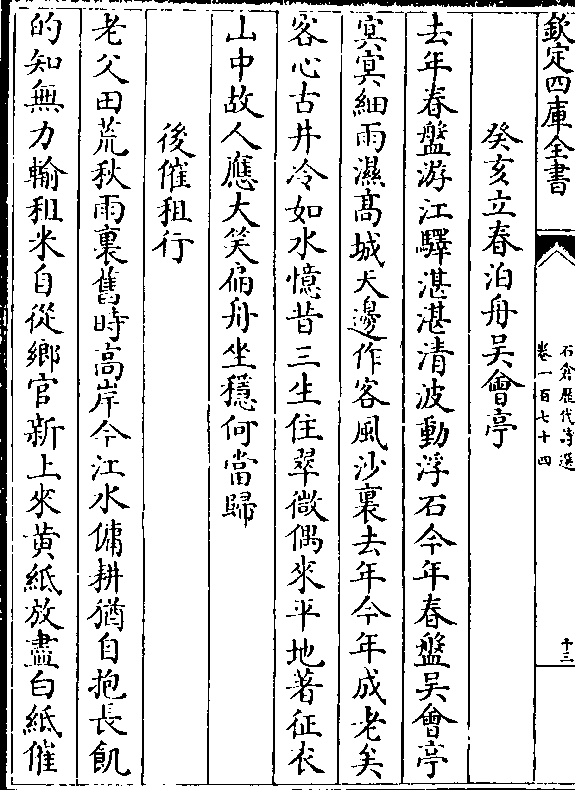 欽定四庫全書
石倉歷代詩選
卷一百七十四
十三
癸亥立春泊舟吳會亭
去年春盤游江驛湛湛清波動浮石今年春盤吳會亭
冥冥細雨濕髙城天邊作客風沙裏去年今年成老矣
客心古井冷如水憶昔三生住翠微偶來平地著征衣
山中故人應大笑扁舟坐穩何當歸
後催租行
老父田荒秋雨裏舊時高岸今江水傭耕猶自抱長飢
的知無力輸租米自從鄉官新上來黄紙放盡白紙催